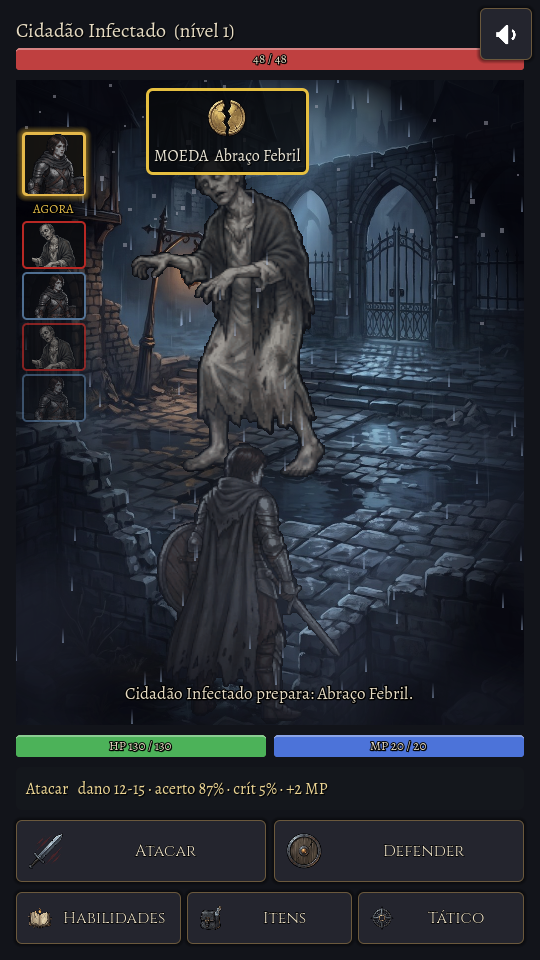 Cidadão Infectado (nível 1)
48 / 48
MOEDA Abraço Febril
AGORA
Cidadão Infectado prepara: Abraço Febril.
HP 130 / 130
MP 20 / 20
Atacar dano 12-15 · acerto 87% · crít 5% · +2 MP
ATACAR
DEFENDER
HABILIDADES
ITENS
TÁTICO